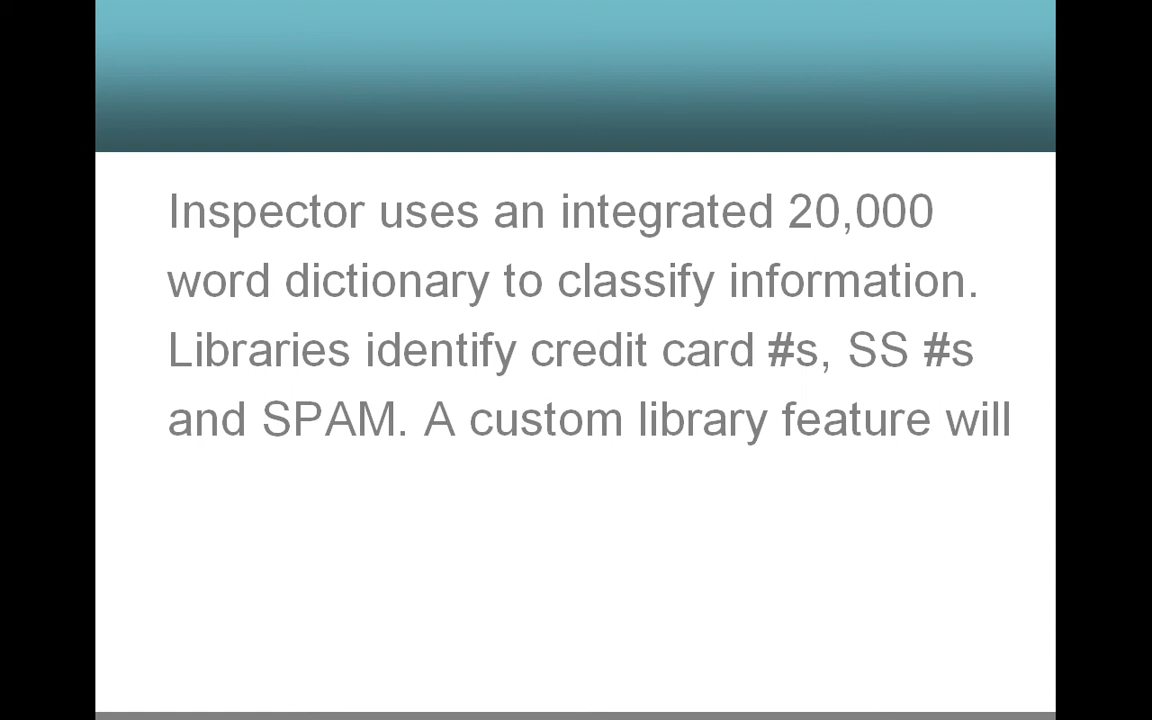 Inspector uses an integrated 20,000
word dictionary to classify information.
Libraries identify credit card #s, SS #s
and SPAM. A custom library feature will